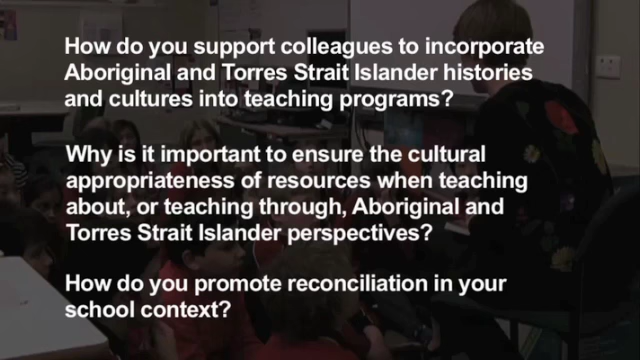 How do you support colleagues to incorporate
Aboriginal and Torres Strait Islander histories
and cultures into teaching programs?
Why is it important to ensure the cultural
appropriateness of resources when teaching
about, or teaching through, Aboriginal and
Torres Strait Islander perspectives?
How do you promote reconciliation in your
school context?